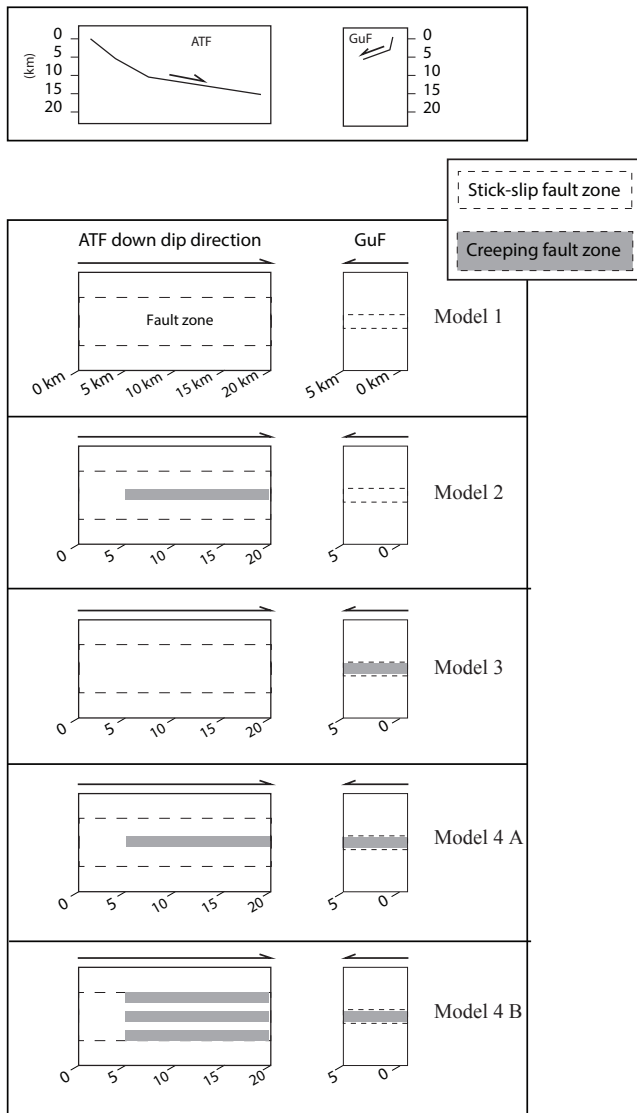 ATF
GuF
(km)
0
5
10
15
20
0
5
10
15
20
Stick-slip fault zone
Creeping fault zone
ATF down dip direction
GuF
Fault zone
Model 1
0 km
5 km
10 km
15 km
20 km
5 km
0 km
Model 2
0
5
10
15
20
5
0
Model 3
0
5
10
15
20
5
0
Model 4 A
0
5
10
15
20
5
0
Model 4 B
0
5
10
15
20
5
0